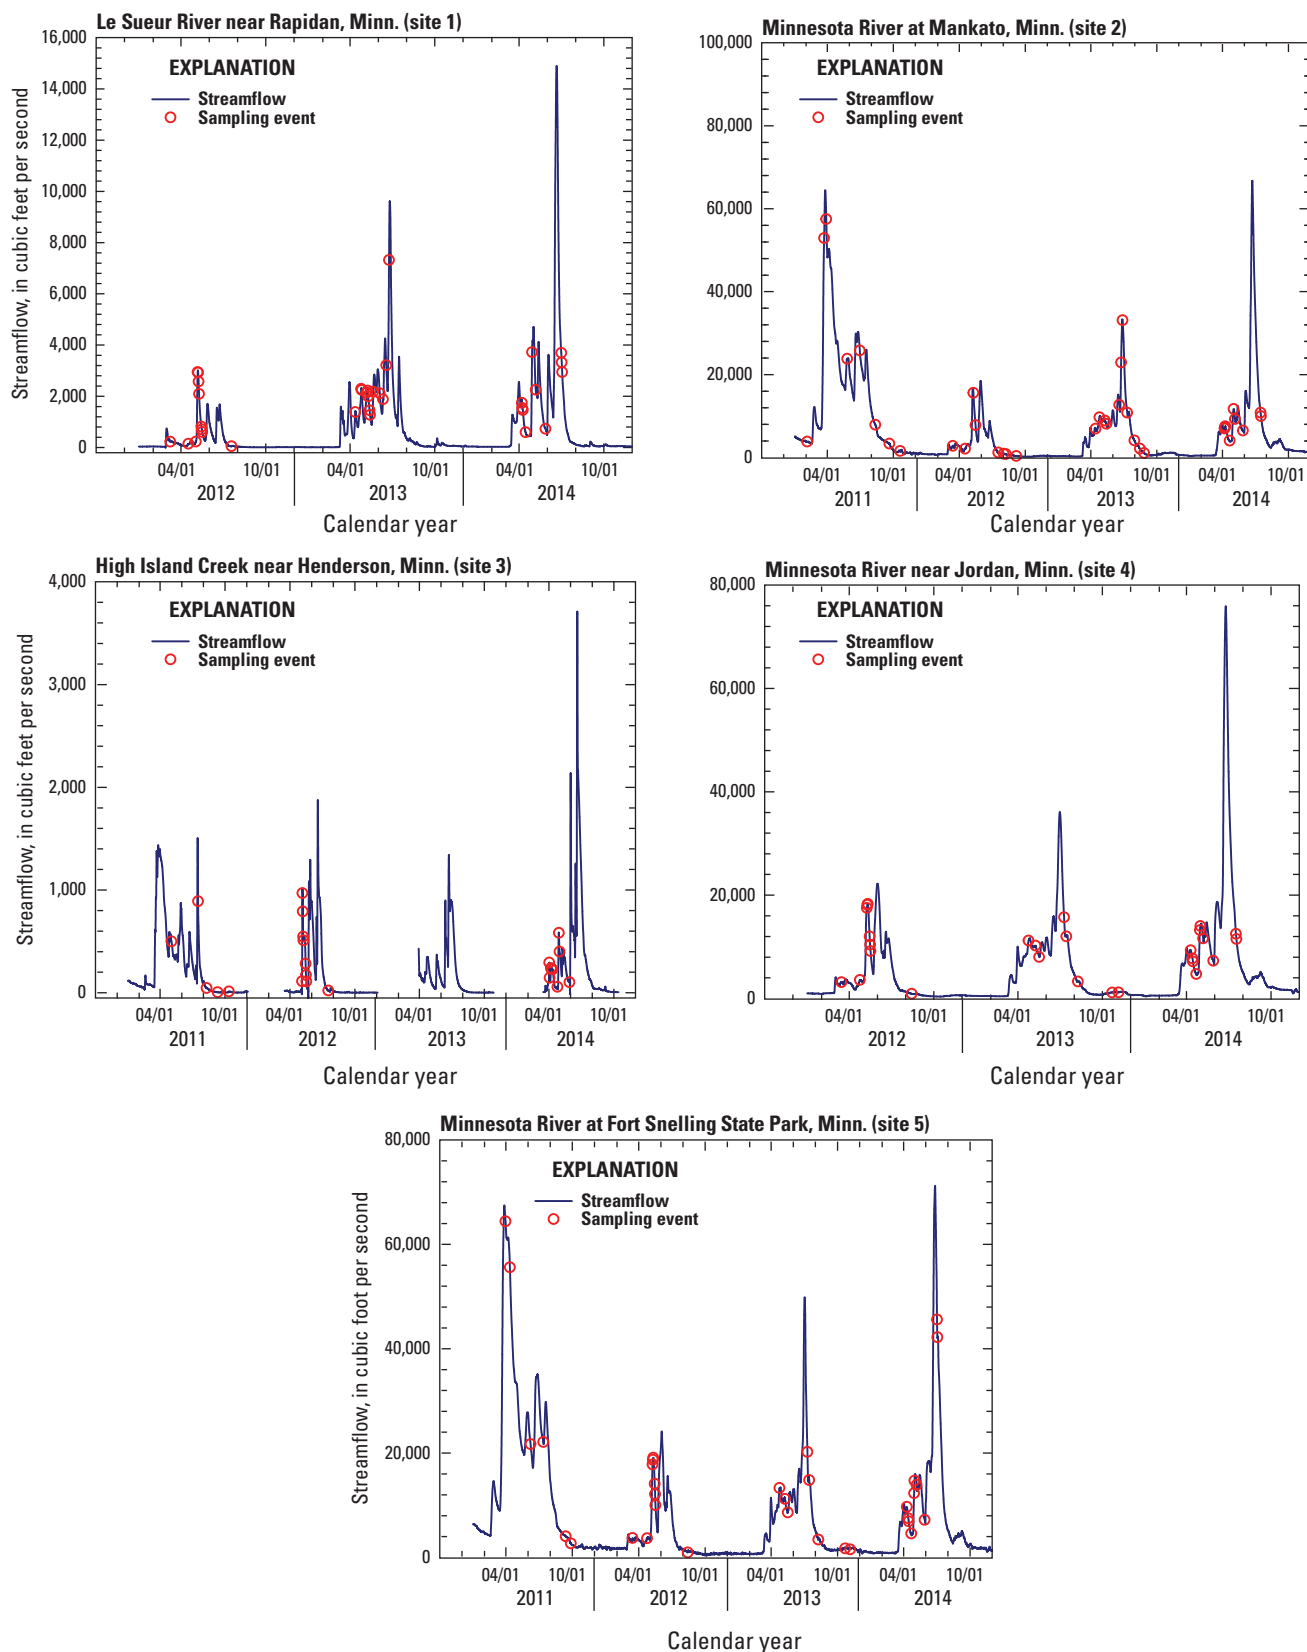 Le Sueur River near Rapidan, Minn. (site 1)
16,000
14,000
12,000
10,000
8,000
6,000
4,000
2,000
0
Streamflow, in cubic feet per second
EXPLANATION
Streamflow
Sampling event
04/01 10/01 04/01 10/01 04/01 10/01
2012 2013 2014
Calendar year
Minnesota River at Mankato, Minn. (site 2)
100,000
80,000
60,000
40,000
20,000
0
EXPLANATION
Streamflow
Sampling event
04/01 10/01 04/01 10/01 04/01 10/01 04/01 10/01
2011 2012 2013 2014
Calendar year
High Island Creek near Henderson, Minn. (site 3)
4,000
3,000
2,000
1,000
0
Streamflow, in cubic feet per second
EXPLANATION
Streamflow
Sampling event
04/01 10/01 04/01 10/01 04/01 10/01 04/01 10/01
2011 2012 2013 2014
Calendar year
Minnesota River near Jordan, Minn. (site 4)
80,000
60,000
40,000
20,000
0
EXPLANATION
Streamflow
Sampling event
04/01 10/01 04/01 10/01 04/01 10/01
2012 2013 2014
Calendar year
Minnesota River at Fort Snelling State Park, Minn. (site 5)
80,000
60,000
40,000
20,000
0
Streamflow, in cubic foot per second
EXPLANATION
Streamflow
Sampling event
04/01 10/01 04/01 10/01 04/01 10/01 04/01 10/01
2011 2012 2013 2014
Calendar year